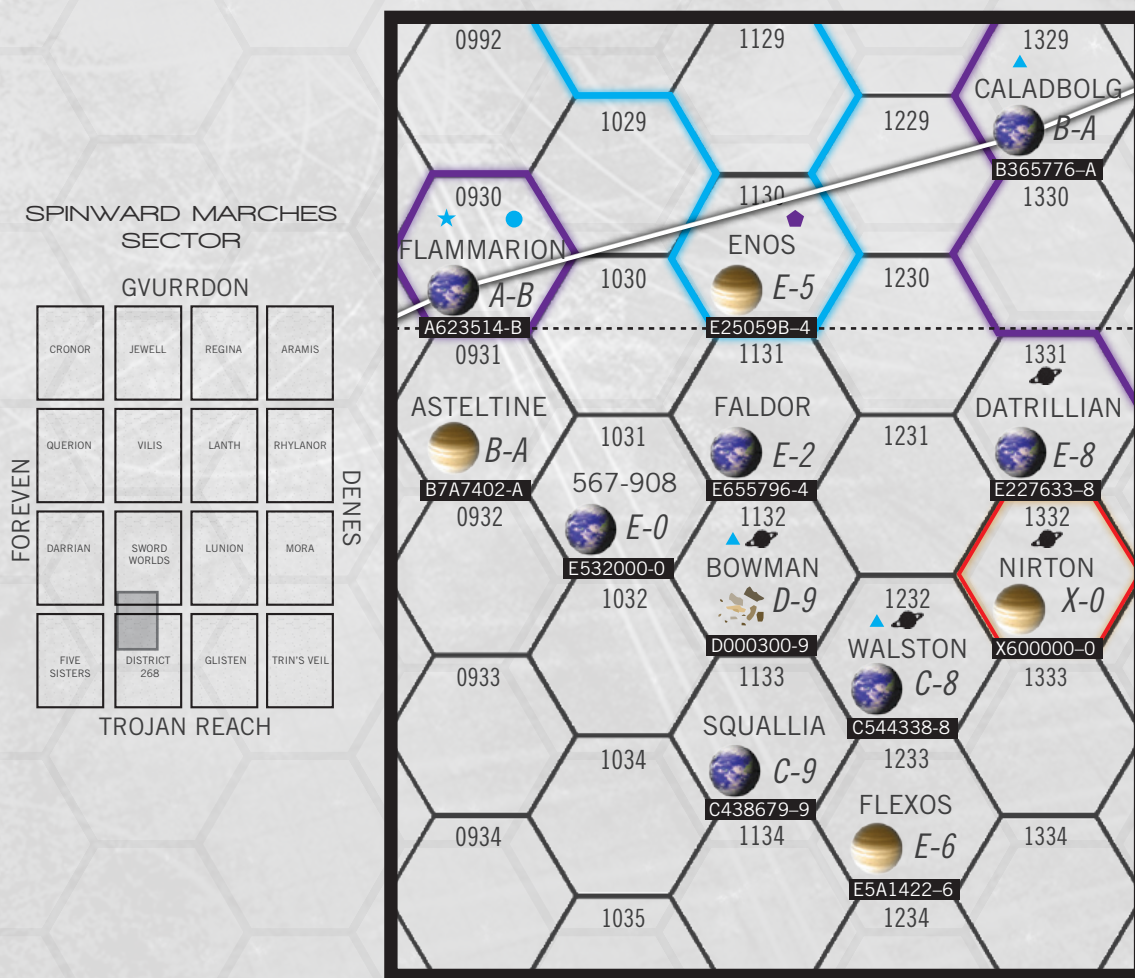 SPINWARD MARCHES
SECTOR
GVURRDON
CRONOR
JEWELL
REGINA
ARAMIS
QUERION
VILIS
LANTH
RHYLANOR
FOREVEN
DENES
DARRIAN
SWORD
WORLDS
LUNION
MORA
FIVE
SISTERS
DISTRICT
268
GLISTEN
TRIN'S VEIL
TROJAN REACH
0992
1129
1329
CALADBOLG
B-A
B365776–A
1029
1229
0930
FLAMMARION
A-B
A623514-B
1130
ENOS
E-5
E25059B–4
1330
1030
1230
0931
ASTELTINE
B-A
B7A7402-A
1131
FALDOR
E-2
E655796-4
1331
DATRILLIAN
E-8
E227633–8
1031
567-908
E-0
E532000-0
1231
0932
1132
BOWMAN
D-9
D000300-9
1332
NIRTON
X-0
X600000–0
1032
1232
WALSTON
C-8
C544338-8
0933
1133
SQUALLIA
C-9
C438679–9
1333
1034
1233
FLEXOS
E-6
E5A1422–6
0934
1134
1334
1035
1234